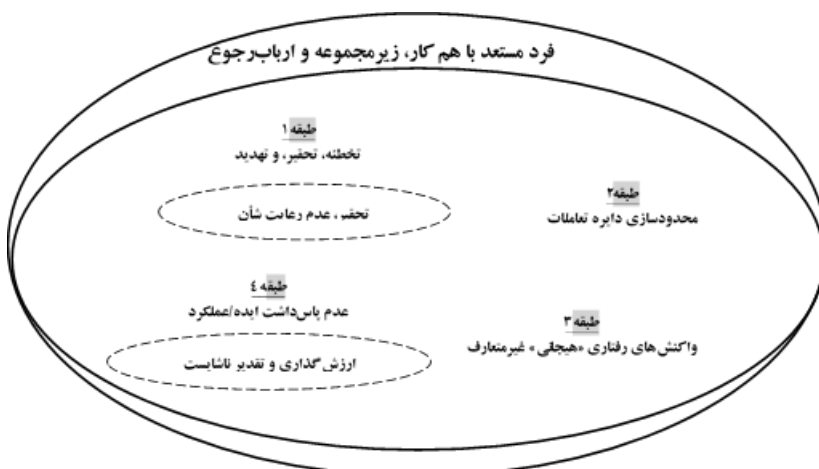 فرد مستعد با هم کار، زیرمجموعه و ارباب‌رجوع
طبقه ۱
تخطئه، تحقیر، و تهدید
تحقیر، عدم رعایت شأن
طبقه۲
محدودسازی دایره تعاملات
طبقه ۳
واکنش‌های رفتاری «هیجانی» غیرمتعارف
طبقه ٤
عدم پاس‌داشت ایده/عملکرد
ارزش گذاری و تقدیر ناشایست